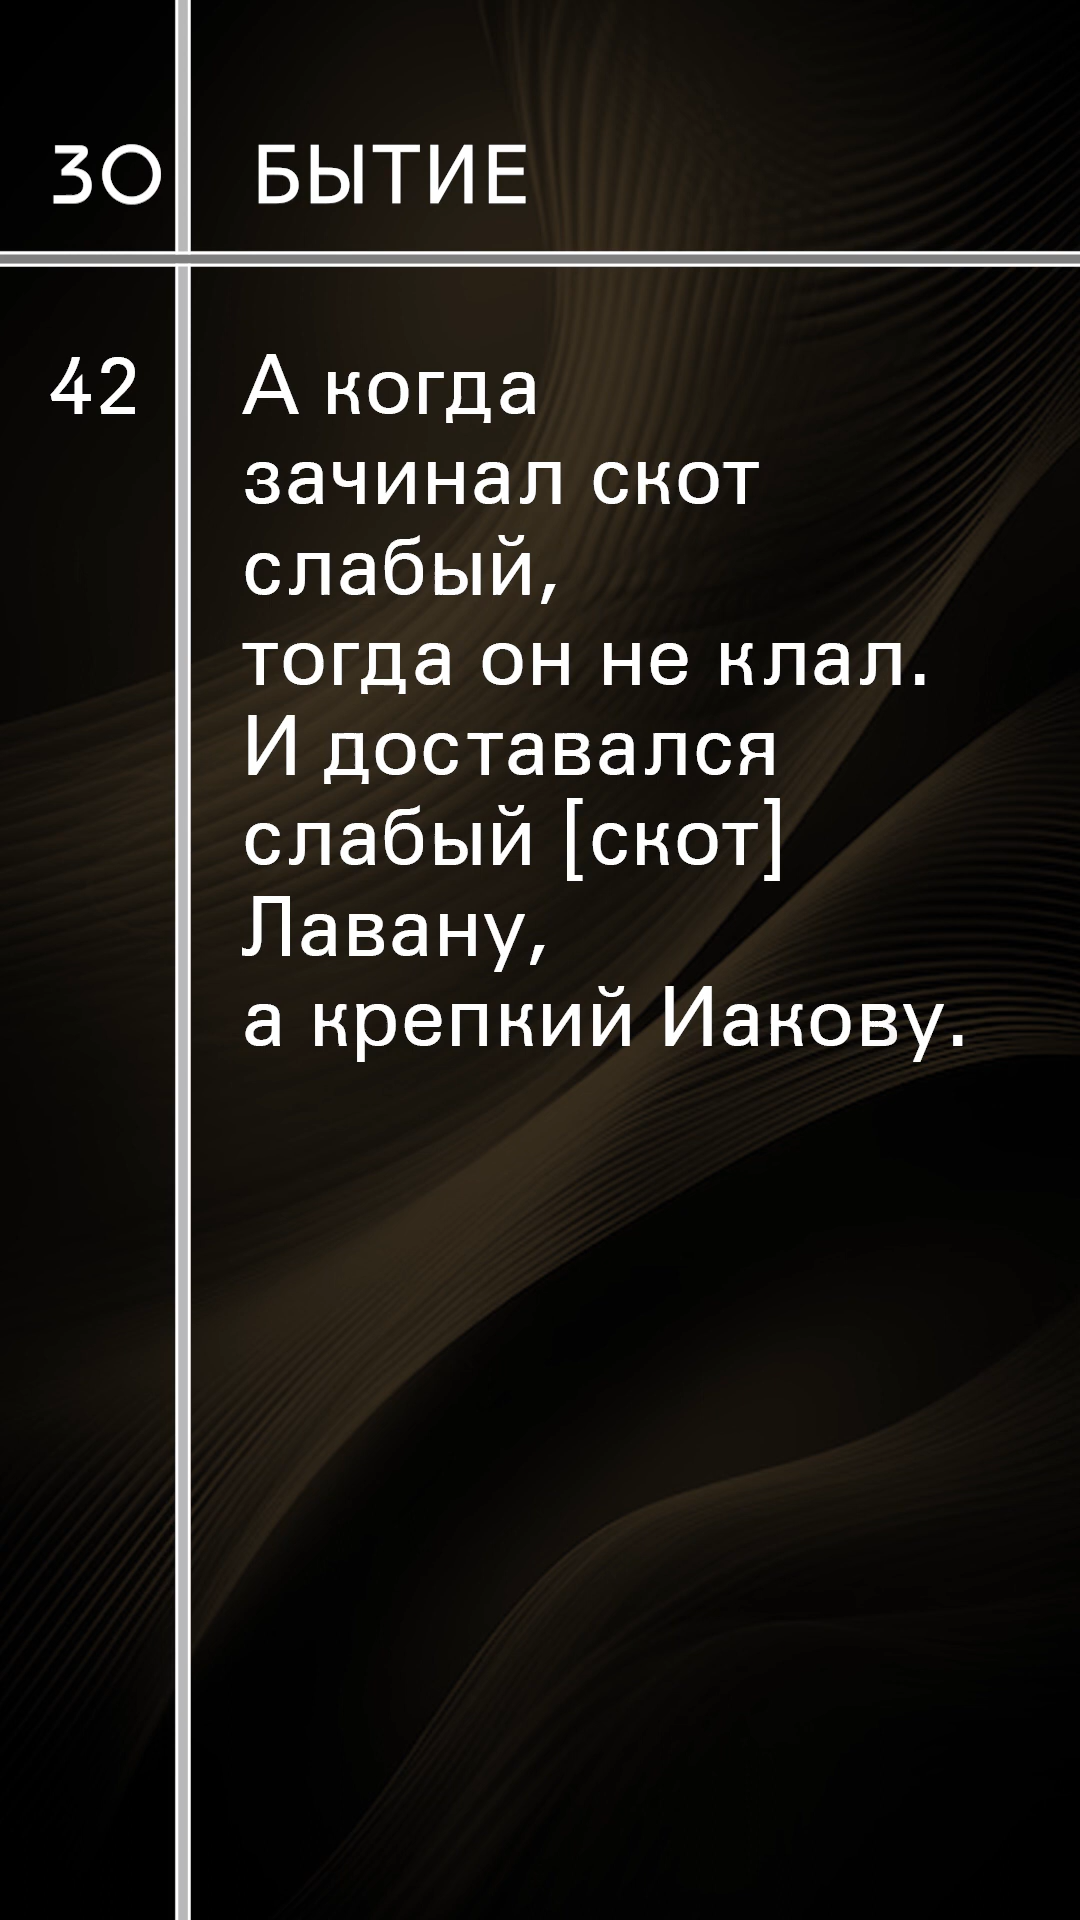 30 БЫТИЕ
42 А когда
зачинал скот
слабый,
тогда он не клал.
И доставался
слабый [скот]
Лавану,
а крепкий Иакову.